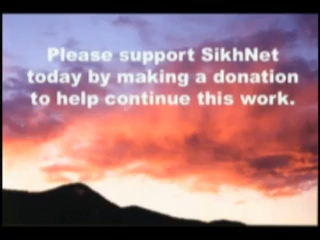 Please support SikhNet
today by making a donation
to help continue this work.